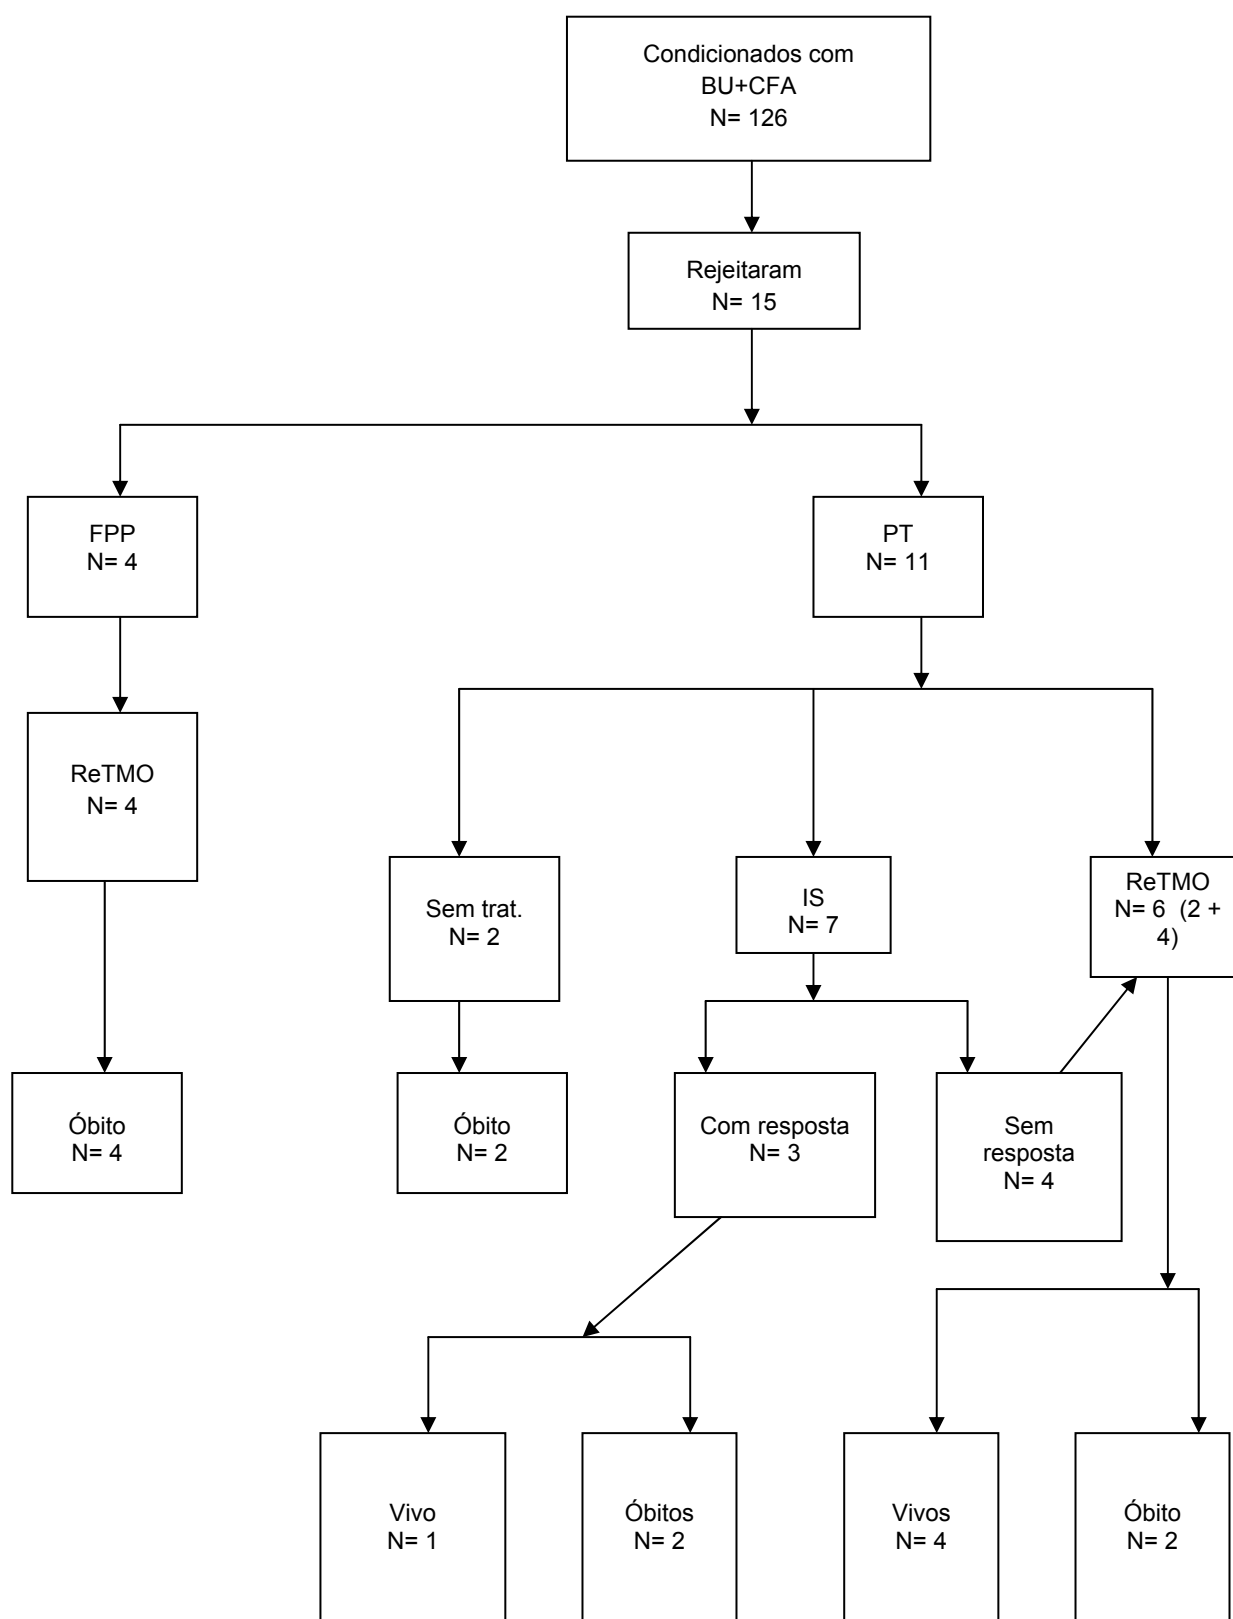 Condicionados com
BU+CFA
N= 126
Rejeitaram
N= 15
FPP
N= 4
PT
N= 11
ReTMO
N= 4
Sem trat.
N= 2
IS
N= 7
ReTMO
N= 6  (2 +
4)
Óbito
N= 4
Óbito
N= 2
Com resposta
N= 3
Sem
resposta
N= 4
Vivo
N= 1
Óbitos
N= 2
Vivos
N= 4
Óbito
N= 2